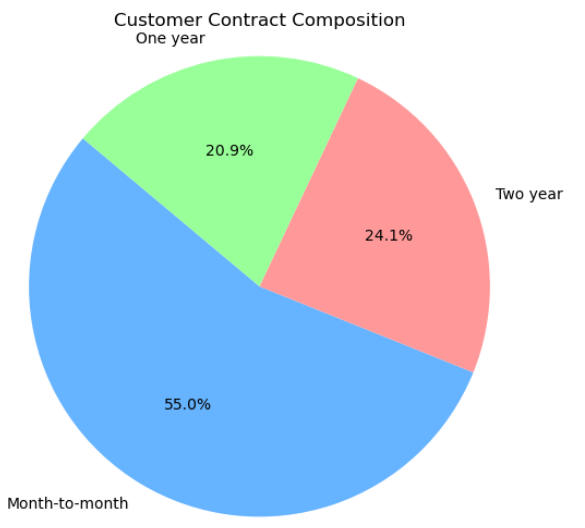 Customer Contract Composition
One year
20.9%
Two year
24.1%
55.0%
Month-to-month